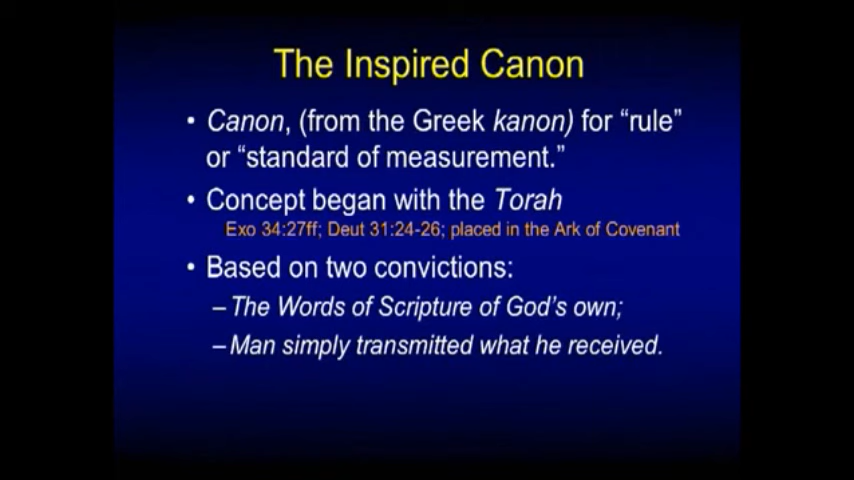 The Inspired Canon
• Canon, (from the Greek kanon) for “rule”
or “standard of measurement.”
• Concept began with the Torah
Exo 34:27ff; Deut 31:24-26; placed in the Ark of Covenant
• Based on two convictions:
– The Words of Scripture of God’s own;
– Man simply transmitted what he received.